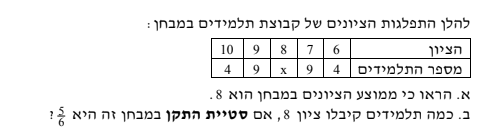 להלן התפלגות הציונים של קבוצת תלמידים במבחן :
הציון 6 7 8 9 10
מספר התלמידים 4 9 x 9 4
א. הראו כי ממוצע הציונים במבחן הוא 8.
ב. כמה תלמידים קיבלו ציון 8, אם סטיית התקן במבחן זה היא 5/6 ?